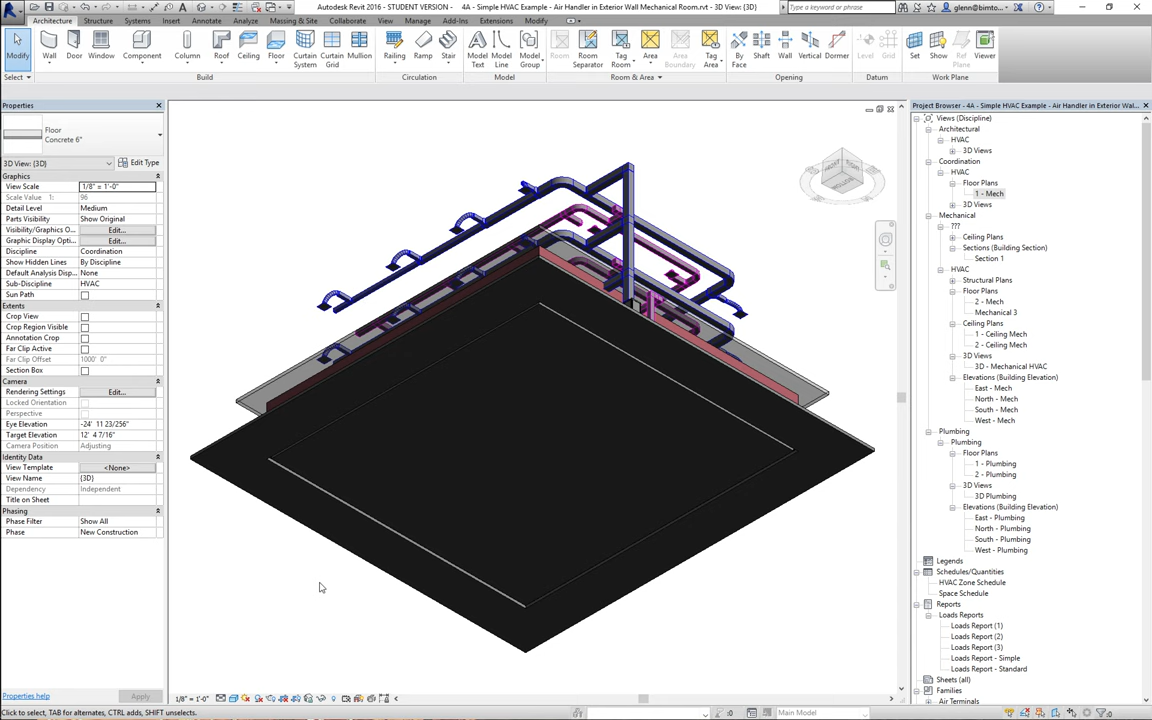 Autodesk Revit 2016 - STUDENT VERSION - 4A - Simple HVAC Example - Air Handler in Exterior Wall Mechanical Room.rvt - 3D View: {3D}
Type a keyword or phrase
glenn@bimto...
Architecture Structure Systems Insert Annotate Analyze Massing & Site Collaborate View Manage Add-Ins Extensions Modify
Modify Wall Door Window Component Column Roof Ceiling Floor Curtain System Curtain Grid Mullion Railing Ramp Stair Model Text Model Line Model Group Room Room Separator Tag Room Area Area Boundary Tag Area By Face Shaft Wall Vertical Dormer Level Grid Set Show Ref Plane Viewer
Select Build Circulation Model Room & Area Opening Datum Work Plane
Properties
Floor
Concrete 6"
3D View: {3D} Edit Type
Graphics
View Scale 1/8" = 1'-0"
Scale Value 1: 96
Detail Level Medium
Parts Visibility Show Original
Visibility/Graphics O... Edit...
Graphic Display Opti... Edit...
Discipline Coordination
Show Hidden Lines By Discipline
Default Analysis Disp... None
Sub-Discipline HVAC
Sun Path
Extents
Crop View
Crop Region Visible
Annotation Crop
Far Clip Active
Far Clip Offset 1000' 0"
Section Box
Camera
Rendering Settings Edit...
Locked Orientation
Perspective
Eye Elevation -24' 11 23/256"
Target Elevation 12' 4 7/16"
Camera Position Adjusting
Identity Data
View Template <None>
View Name {3D}
Dependency Independent
Title on Sheet
Phasing
Phase Filter Show All
Phase New Construction
Properties help Apply
Project Browser - 4A - Simple HVAC Example - Air Handler in Exterior Wal...
Views (Discipline)
Architectural
HVAC
3D Views
Coordination
HVAC
Floor Plans
1 - Mech
3D Views
Mechanical
???
Ceiling Plans
Sections (Building Section)
Section 1
HVAC
Structural Plans
Floor Plans
2 - Mech
Mechanical 3
Ceiling Plans
1 - Ceiling Mech
2 - Ceiling Mech
3D Views
3D - Mechanical HVAC
Elevations (Building Elevation)
East - Mech
North - Mech
South - Mech
West - Mech
Plumbing
Plumbing
Floor Plans
1 - Plumbing
2 - Plumbing
3D Views
3D Plumbing
Elevations (Building Elevation)
East - Plumbing
North - Plumbing
South - Plumbing
West - Plumbing
Legends
Schedules/Quantities
HVAC Zone Schedule
Space Schedule
Reports
Loads Reports
Loads Report (1)
Loads Report (2)
Loads Report (3)
Loads Report - Simple
Loads Report - Standard
Sheets (all)
Families
Air Terminals
1/8" = 1'-0"
Click to select, TAB for alternates, CTRL adds, SHIFT unselects.
:0 Main Model :0